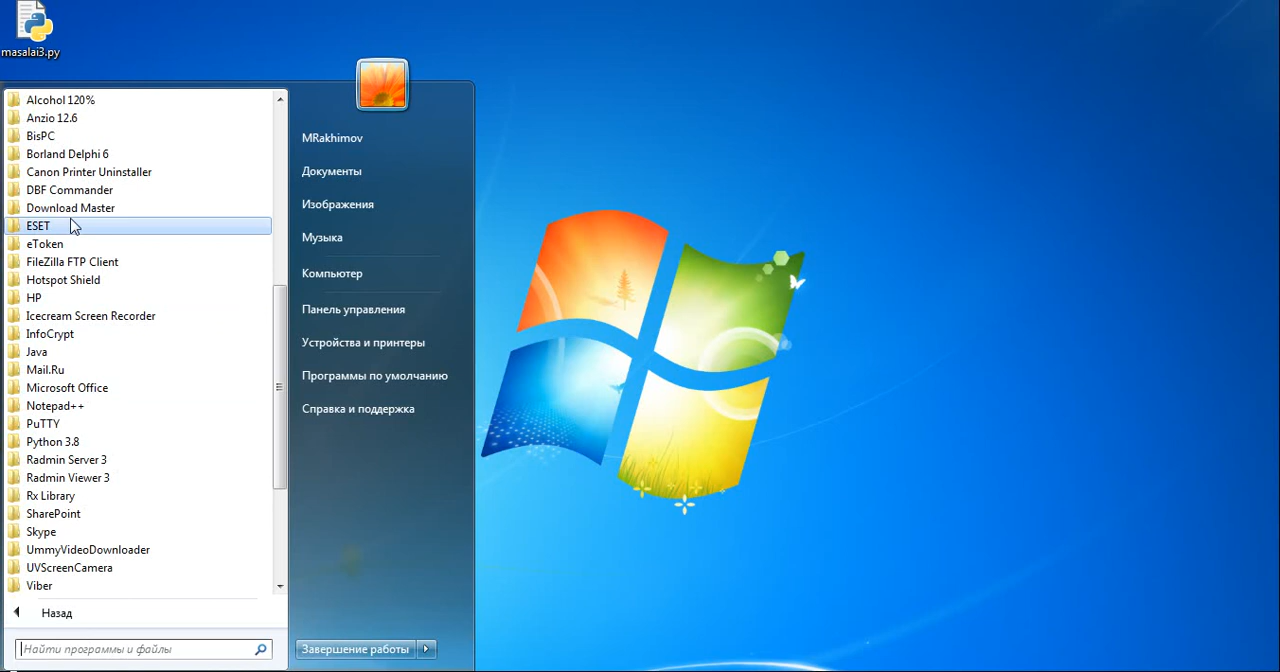 masalai3.py
Alcohol 120%
Anzio 12.6
BisPC
Borland Delphi 6
Canon Printer Uninstaller
DBF Commander
Download Master
ESET
eToken
FileZilla FTP Client
Hotspot Shield
HP
Icecream Screen Recorder
InfoCrypt
Java
Mail.Ru
Microsoft Office
Notepad++
PuTTY
Python 3.8
Radmin Server 3
Radmin Viewer 3
Rx Library
SharePoint
Skype
UmmyVideoDownloader
UVScreenCamera
Viber
Назад
Найти программы и файлы
MRakhimov
Документы
Изображения
Музыка
Компьютер
Панель управления
Устройства и принтеры
Программы по умолчанию
Справка и поддержка
Завершение работы